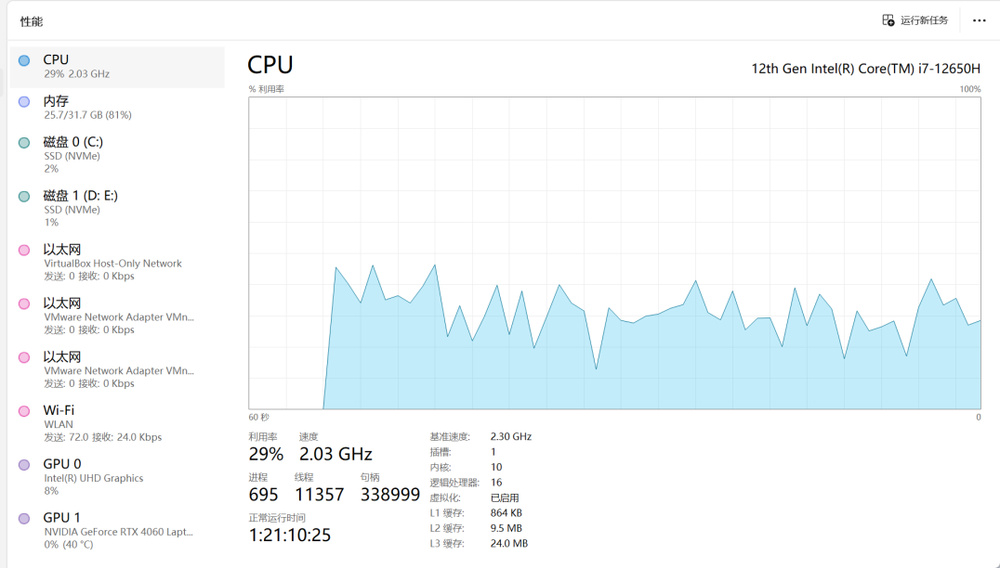 性能
运行新任务
CPU
29% 2.03 GHz
内存
25.7/31.7 GB (81%)
磁盘 0 (C:)
SSD (NVMe)
2%
磁盘 1 (D: E:)
SSD (NVMe)
1%
以太网
VirtualBox Host-Only Network
发送: 0 接收: 0 Kbps
以太网
VMware Network Adapter VMn...
发送: 0 接收: 0 Kbps
以太网
VMware Network Adapter VMn...
发送: 0 接收: 0 Kbps
Wi-Fi
WLAN
发送: 72.0 接收: 24.0 Kbps
GPU 0
Intel(R) UHD Graphics
8%
GPU 1
NVIDIA GeForce RTX 4060 Lapt...
0% (40 °C)
CPU
12th Gen Intel(R) Core(TM) i7-12650H
% 利用率 100%
60 秒 0
利用率 速度
29% 2.03 GHz
进程 线程 句柄
695 11357 338999
正常运行时间
1:21:10:25
基准速度: 2.30 GHz
插槽: 1
内核: 10
逻辑处理器: 16
虚拟化: 已启用
L1 缓存: 864 KB
L2 缓存: 9.5 MB
L3 缓存: 24.0 MB